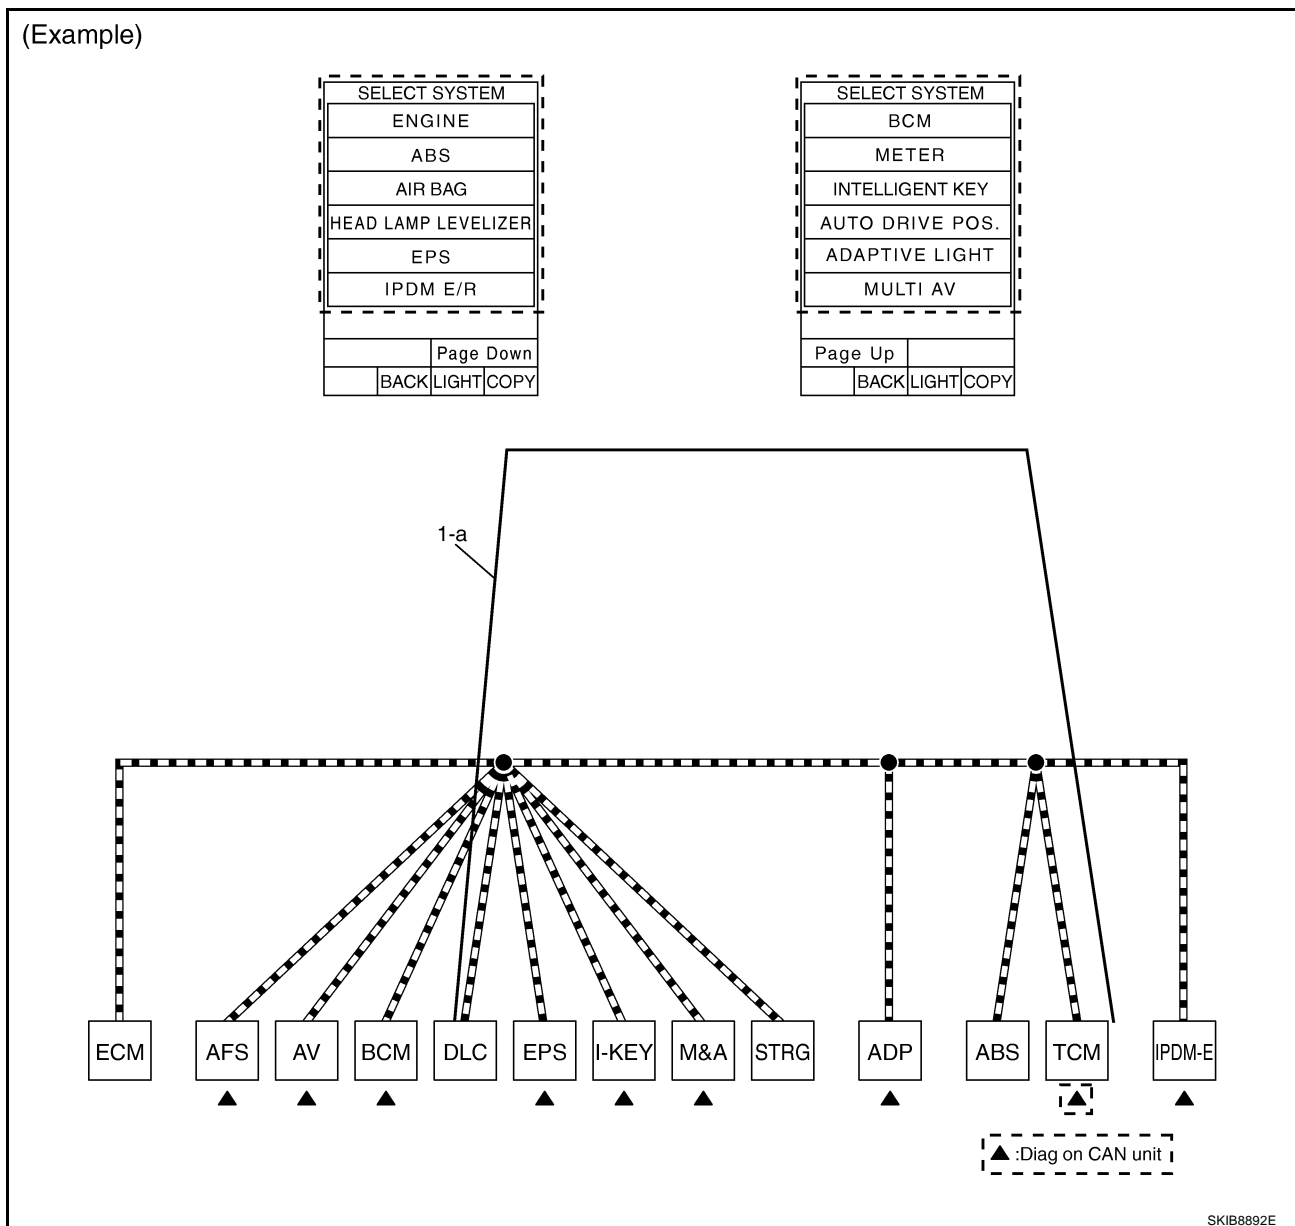 (Example)
SELECT SYSTEM
ENGINE
ABS
AIR BAG
HEAD LAMP LEVELIZER
EPS
IPDM E/R
Page Down
BACK LIGHT COPY
SELECT SYSTEM
BCM
METER
INTELLIGENT KEY
AUTO DRIVE POS.
ADAPTIVE LIGHT
MULTI AV
Page Up
BACK LIGHT COPY
1-a
ECM AFS AV BCM DLC EPS I-KEY M&A STRG ADP ABS TCM IPDM-E
▲ :Diag on CAN unit
SKIB8892E